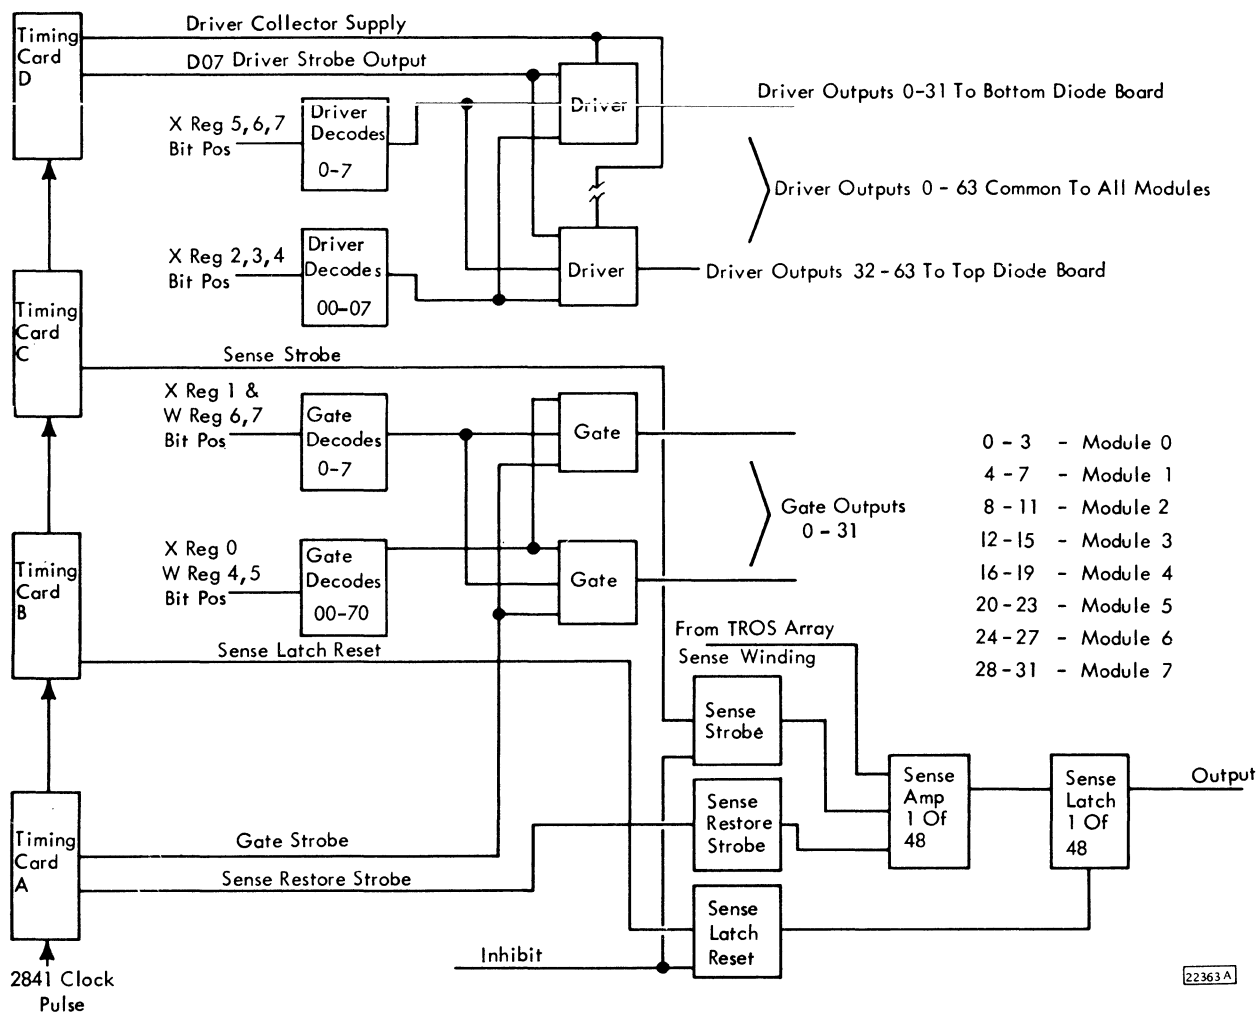 Driver Collector Supply
Timing
Card
D
D07 Driver Strobe Output
Driver
Driver Outputs 0-31 To Bottom Diode Board
X Reg 5,6,7
Bit Pos
Driver
Decodes
0-7
Driver Outputs 0 - 63 Common To All Modules
X Reg 2,3,4
Bit Pos
Driver
Decodes
00-07
Driver
Driver Outputs 32 - 63 To Top Diode Board
Timing
Card
C
Sense Strobe
X Reg 1 &
W Reg 6,7
Bit Pos
Gate
Decodes
0-7
Gate
Gate Outputs
0 - 31
0 - 3 - Module 0
4 - 7 - Module 1
8 - 11 - Module 2
12 - 15 - Module 3
16 - 19 - Module 4
20 - 23 - Module 5
24 - 27 - Module 6
28 - 31 - Module 7
X Reg 0
W Reg 4,5
Bit Pos
Gate
Decodes
00-70
Gate
Timing
Card
B
Sense Latch Reset
From TROS Array
Sense Winding
Sense
Strobe
Sense
Restore
Strobe
Sense
Latch
Reset
Sense
Amp
1 Of
48
Sense
Latch
1 Of
48
Output
Timing
Card
A
Gate Strobe
Sense Restore Strobe
Inhibit
2841 Clock
Pulse
22363 A